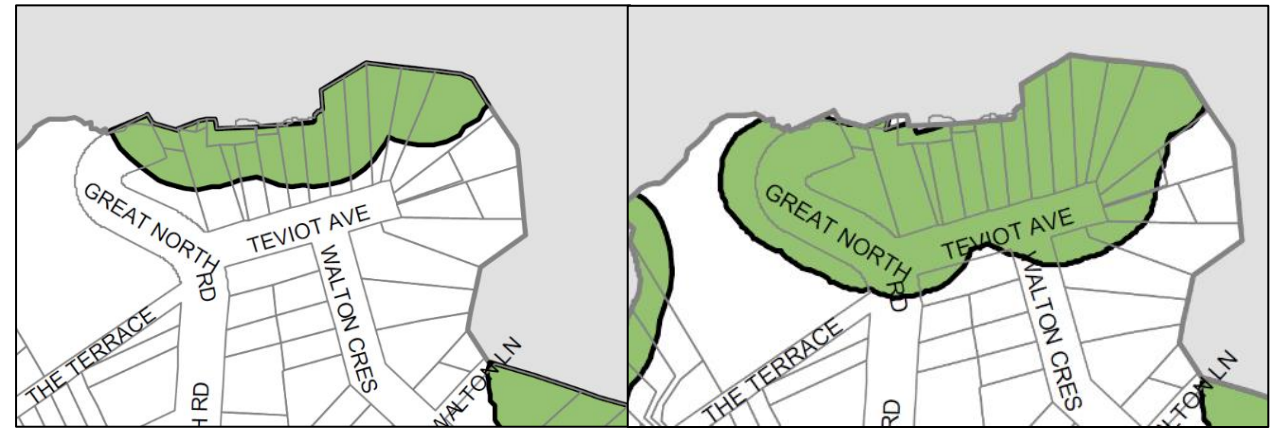 GREAT NORTH RD
TEVIOT AVE
WALTON CRES
THE TERRACE
H RD
WALTON LN
GREAT NORTH RD
TEVIOT AVE
WALTON CRES
THE TERRACE
RD
LTON LN